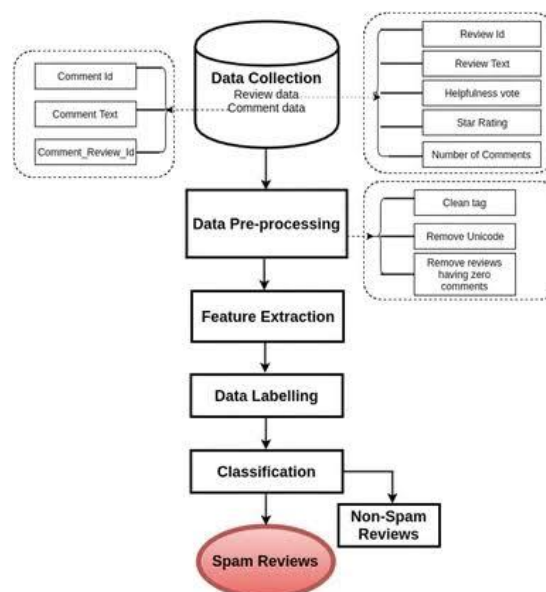 Data Collection
Review data
Comment data
Comment Id
Comment Text
Comment_Review_Id
Review Id
Review Text
Helpfulness vote
Star Rating
Number of Comments
Data Pre-processing
Clean tag
Remove Unicode
Remove reviews
having zero
comments
Feature Extraction
Data Labelling
Classification
Non-Spam
Reviews
Spam Reviews